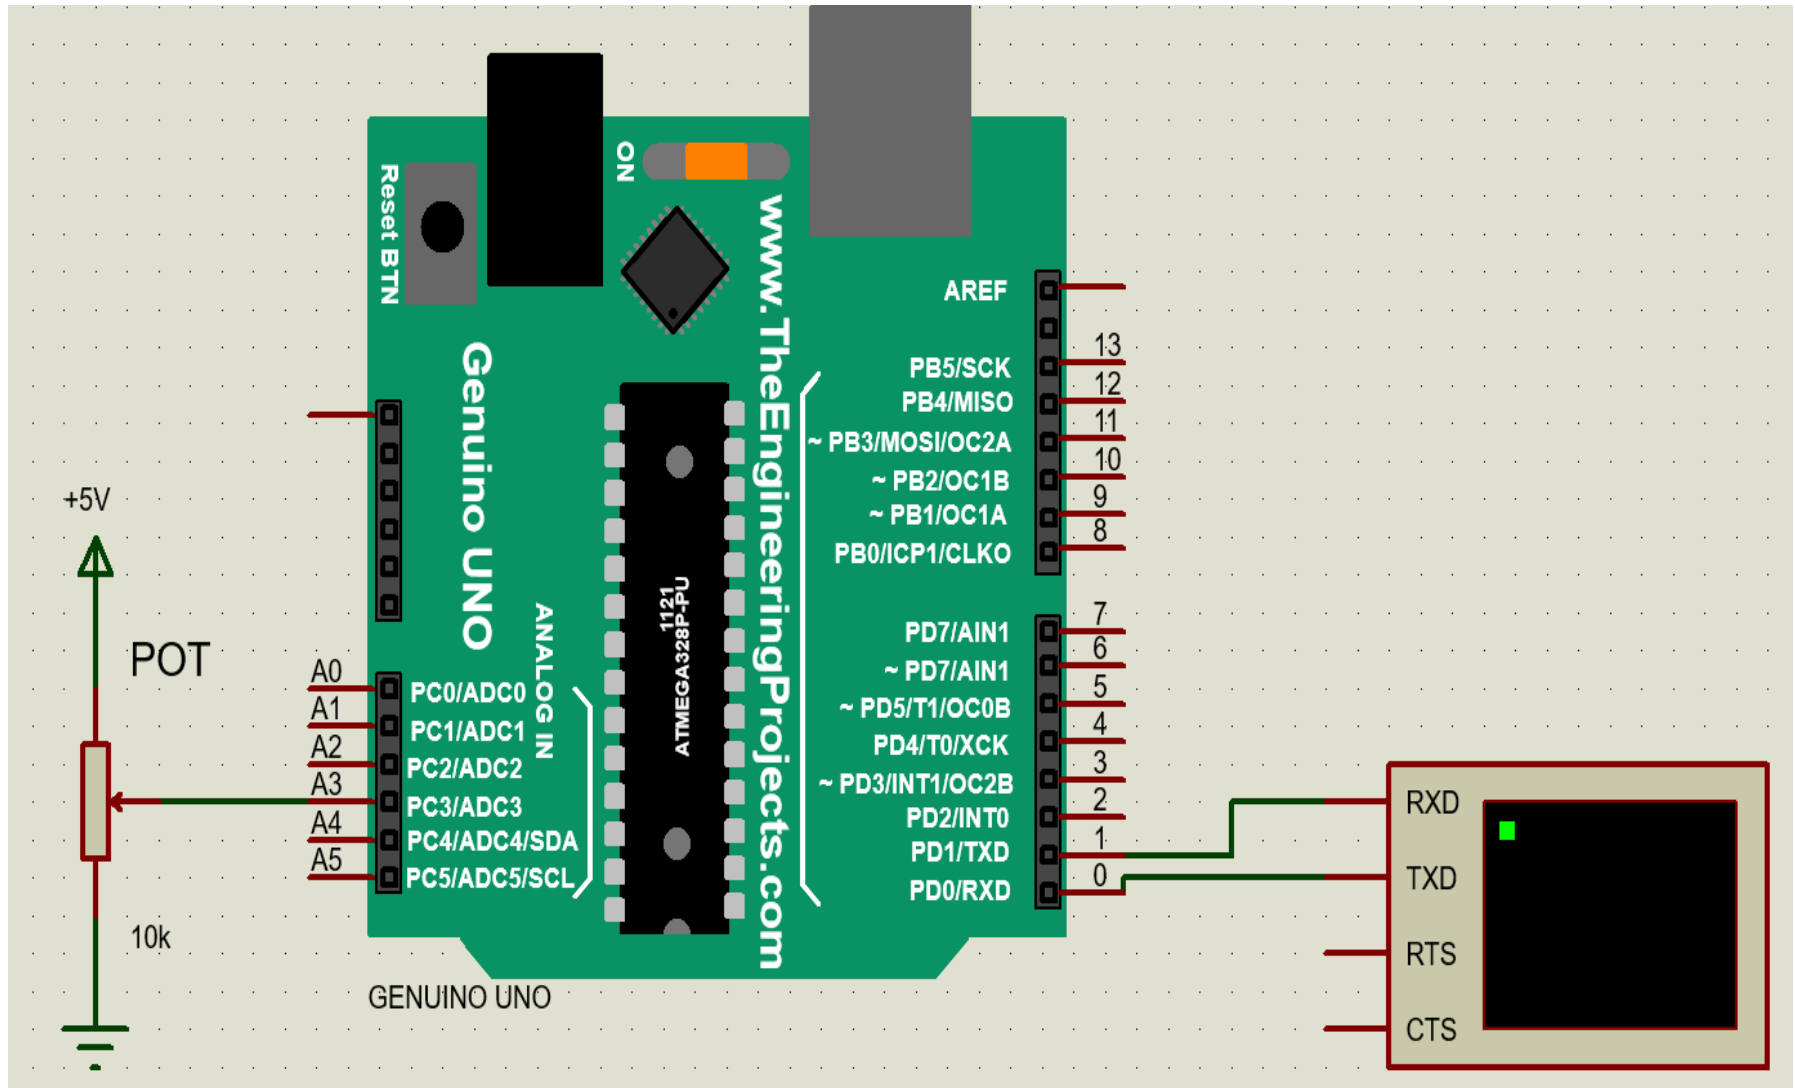 +5V
POT
10k
Reset BTN
ON
www.TheEngineeringProjects.com
Genuino UNO
ANALOG IN
1121
ATMEGA328P-PU
A0
PC0/ADC0
A1
PC1/ADC1
A2
PC2/ADC2
A3
PC3/ADC3
A4
PC4/ADC4/SDA
A5
PC5/ADC5/SCL
AREF
PB5/SCK 13
PB4/MISO 12
~ PB3/MOSI/OC2A 11
~ PB2/OC1B 10
~ PB1/OC1A 9
PB0/ICP1/CLKO 8
PD7/AIN1 7
~ PD7/AIN1 6
~ PD5/T1/OC0B 5
PD4/T0/XCK 4
~ PD3/INT1/OC2B 3
PD2/INT0 2
PD1/TXD 1
PD0/RXD 0
GENUINO UNO
RXD
TXD
RTS
CTS